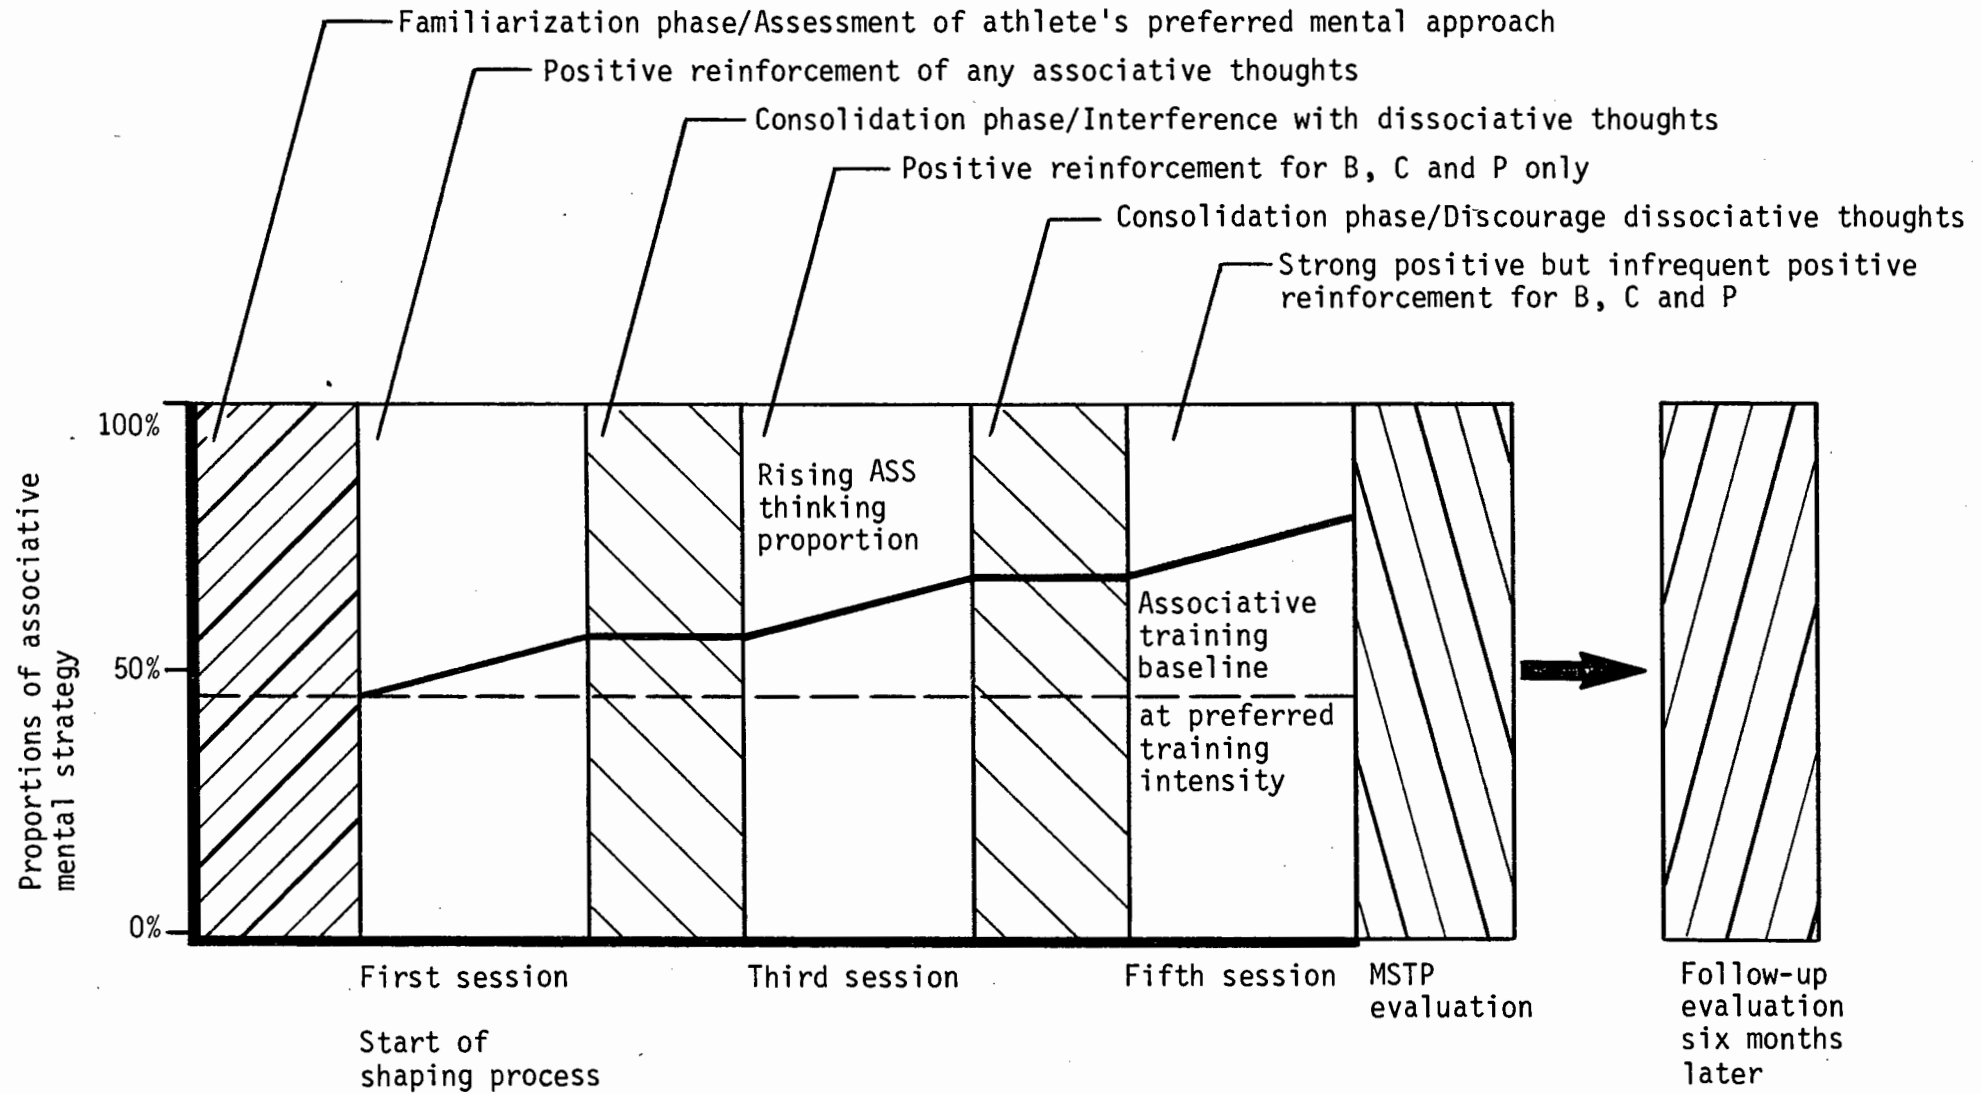 Familiarization phase/Assessment of athlete's preferred mental approach
Positive reinforcement of any associative thoughts
Consolidation phase/Interference with dissociative thoughts
Positive reinforcement for B, C and P only
Consolidation phase/Discourage dissociative thoughts
Strong positive but infrequent positive
reinforcement for B, C and P
Proportions of associative
mental strategy
100%
50%
0%
Rising ASS
thinking
proportion
Associative
training
baseline
at preferred
training
intensity
First session
Start of
shaping process
Third session
Fifth session
MSTP
evaluation
Follow-up
evaluation
six months
later